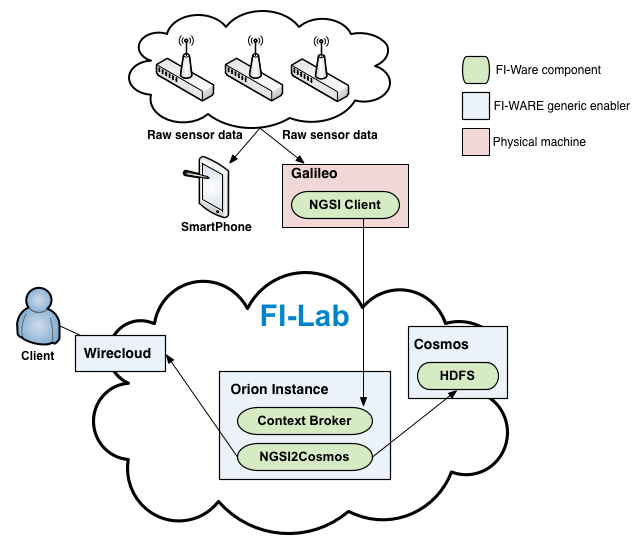 FI-Ware component
FI-WARE generic enabler
Physical machine
Raw sensor data
Raw sensor data
SmartPhone
Galileo
NGSI Client
FI-Lab
Client
Wirecloud
Cosmos
HDFS
Orion Instance
Context Broker
NGSI2Cosmos